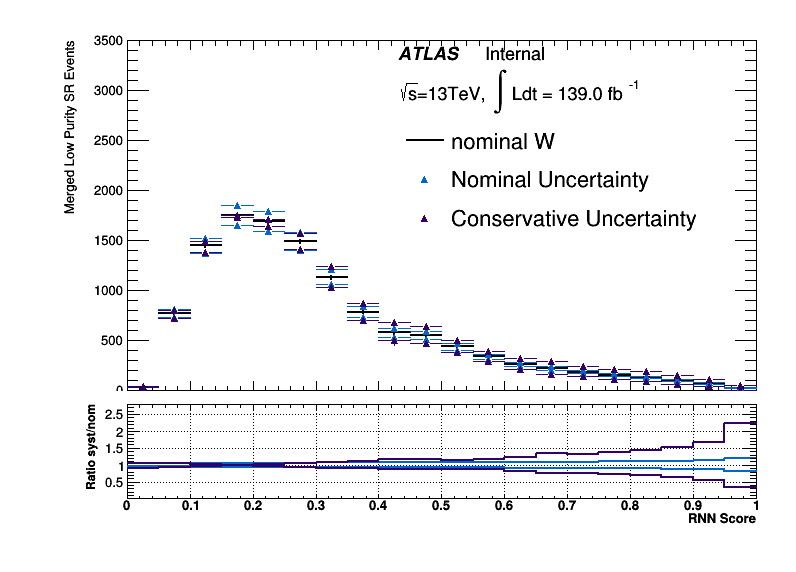 3500
3000
2500
2000
1500
1000
500
0
Merged Low Purity SR Events
ATLAS Internal
√s=13TeV, ∫ Ldt = 139.0 fb -1
nominal W
Nominal Uncertainty
Conservative Uncertainty
2.5
2
1.5
1
0.5
Ratio syst/nom
0 0.1 0.2 0.3 0.4 0.5 0.6 0.7 0.8 0.9 1
RNN Score